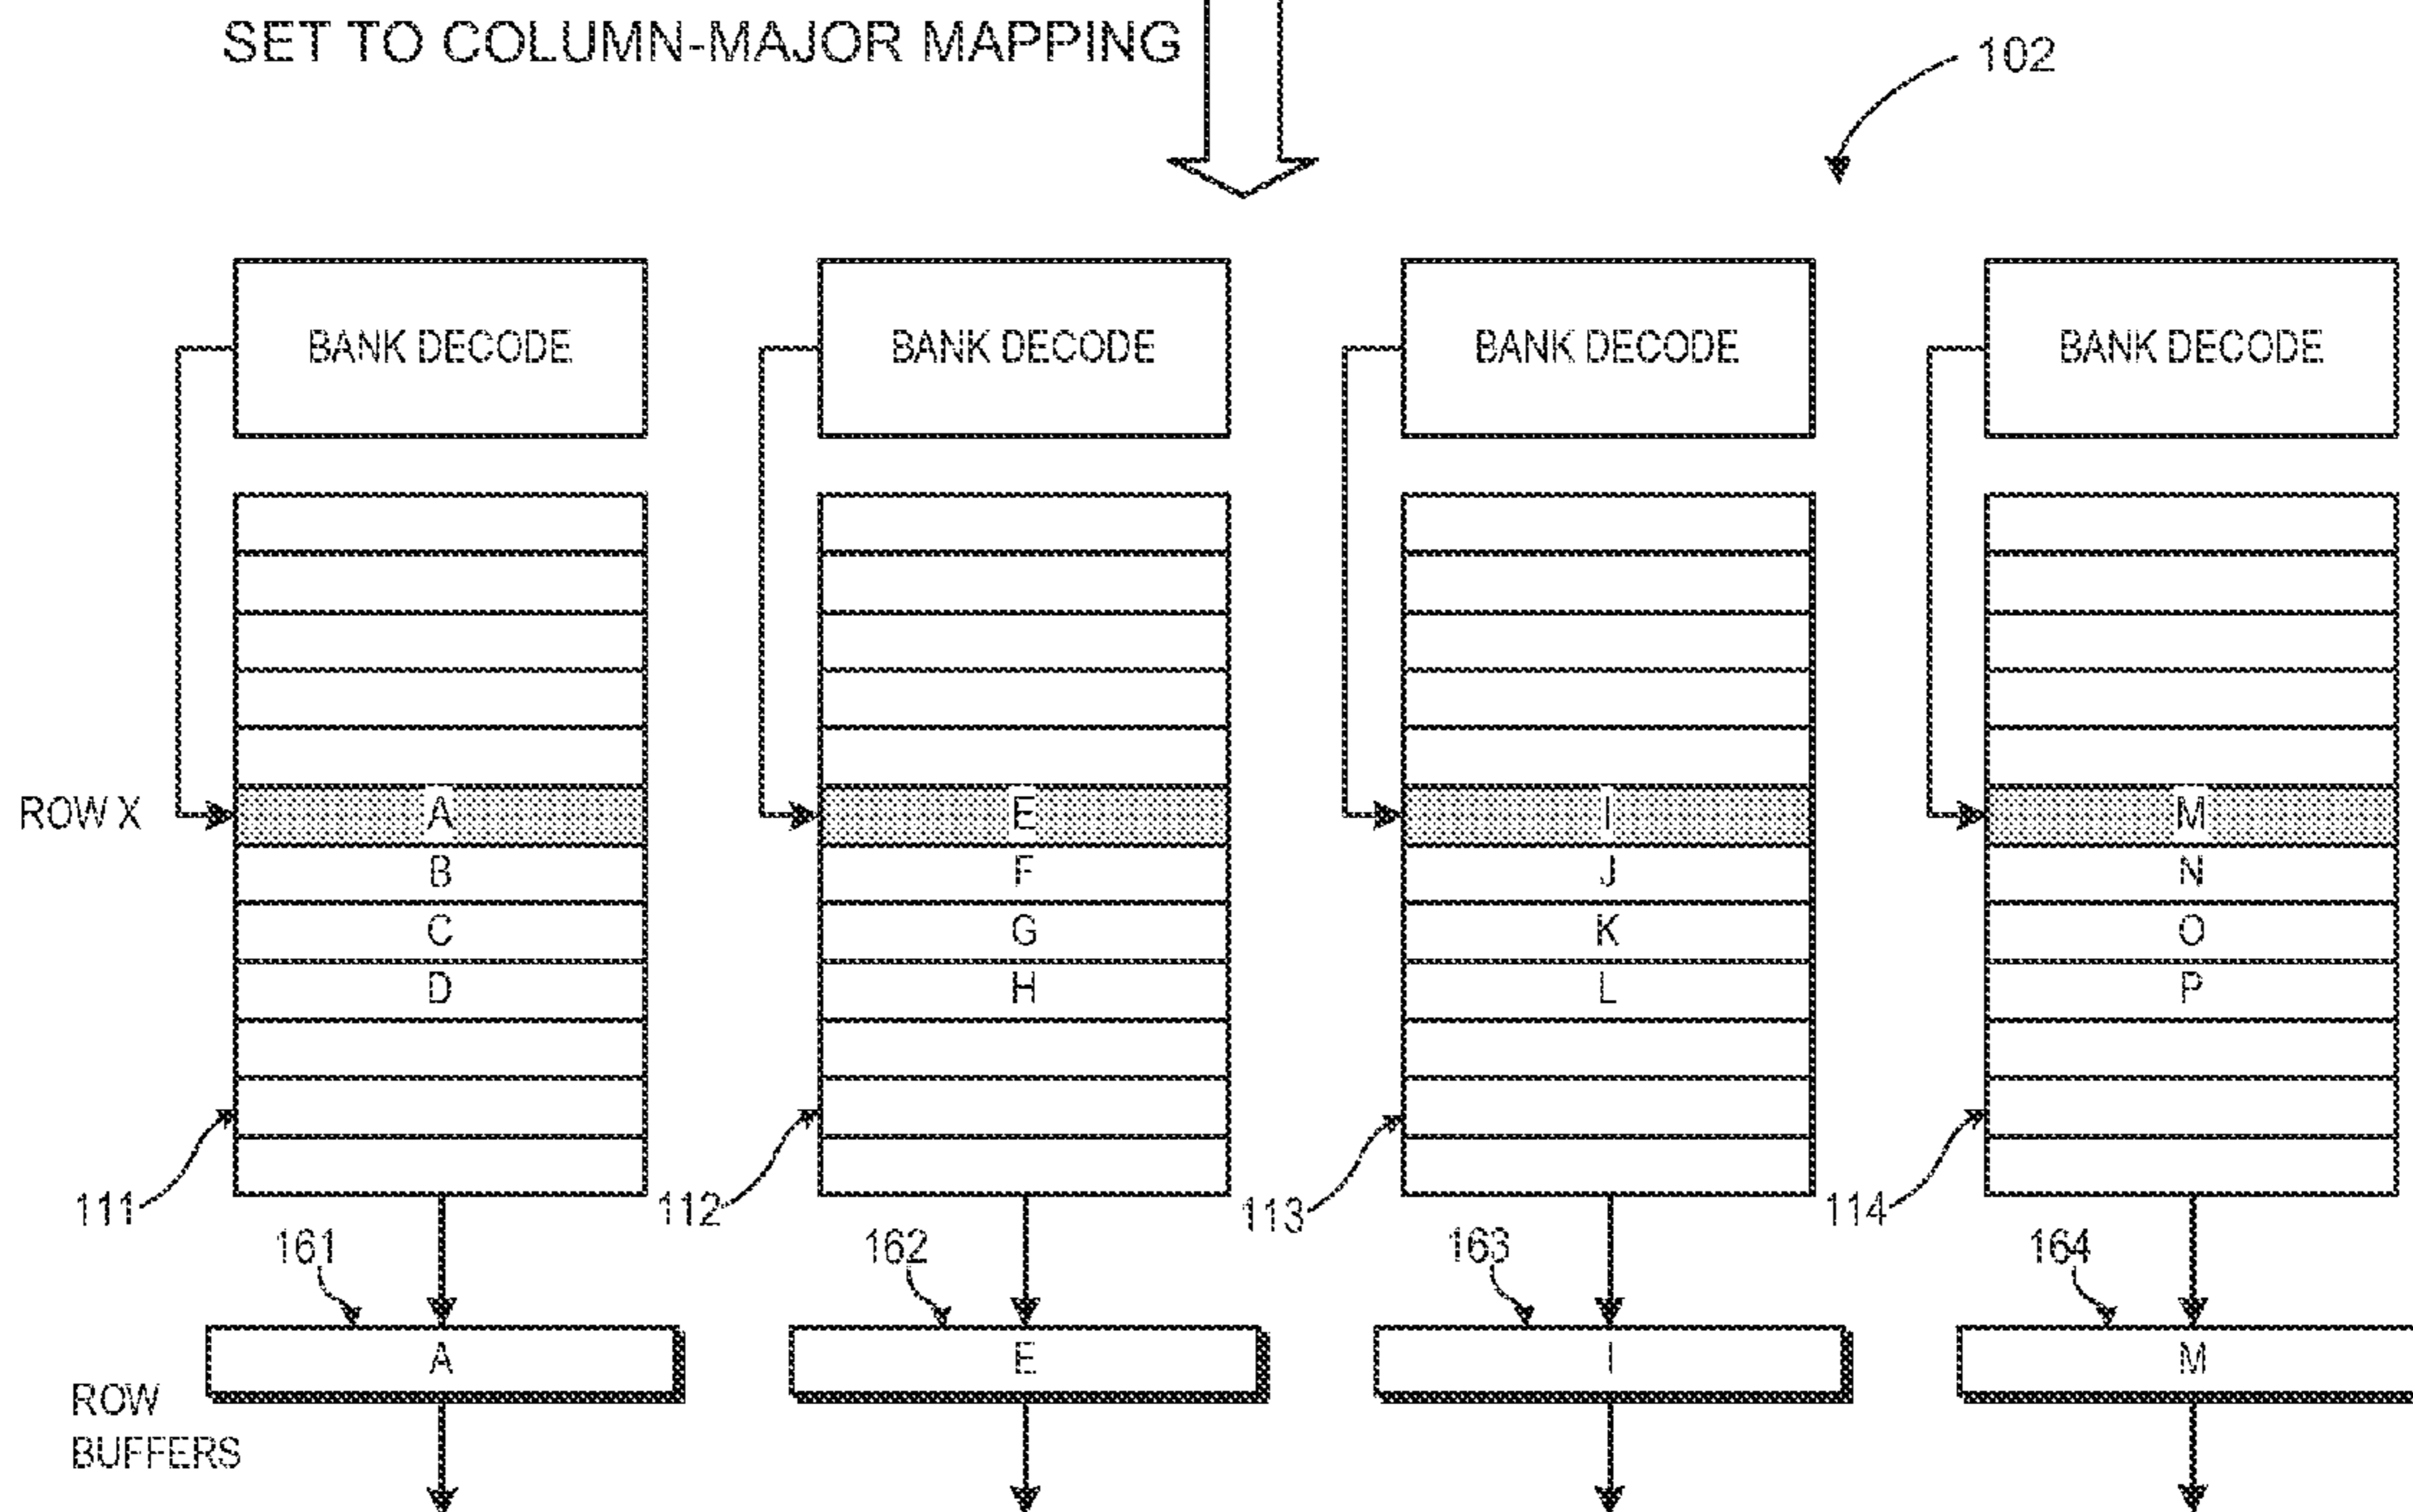 SET TO COLUMN-MAJOR MAPPING
102
BANK DECODE BANK DECODE BANK DECODE BANK DECODE
ROW X A E I M
B F J N
C G K O
D H L P
111 112 113 114
161 162 163 164
A E I M
ROW
BUFFERS